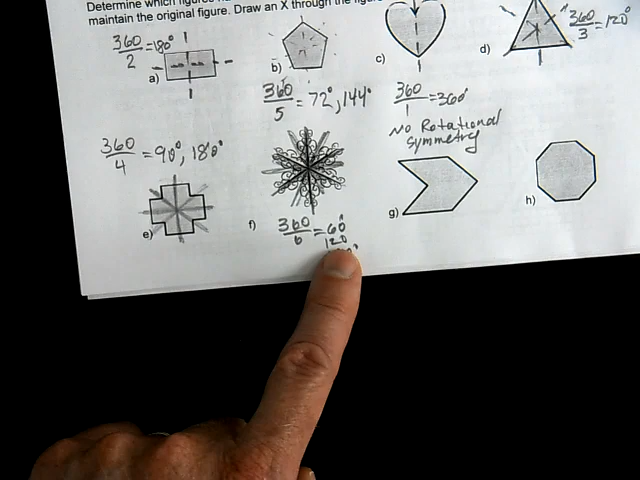 Determine which figures
maintain the original figure. Draw an X through the figure
360/2 = 180°
a)
b)
c)
d)
360/3 = 120°
360/5 = 72°, 144°
360/1 = 360°
No Rotational
symmetry
360/4 = 90°, 180°
e)
f)
360/6 = 60°
120
g)
h)